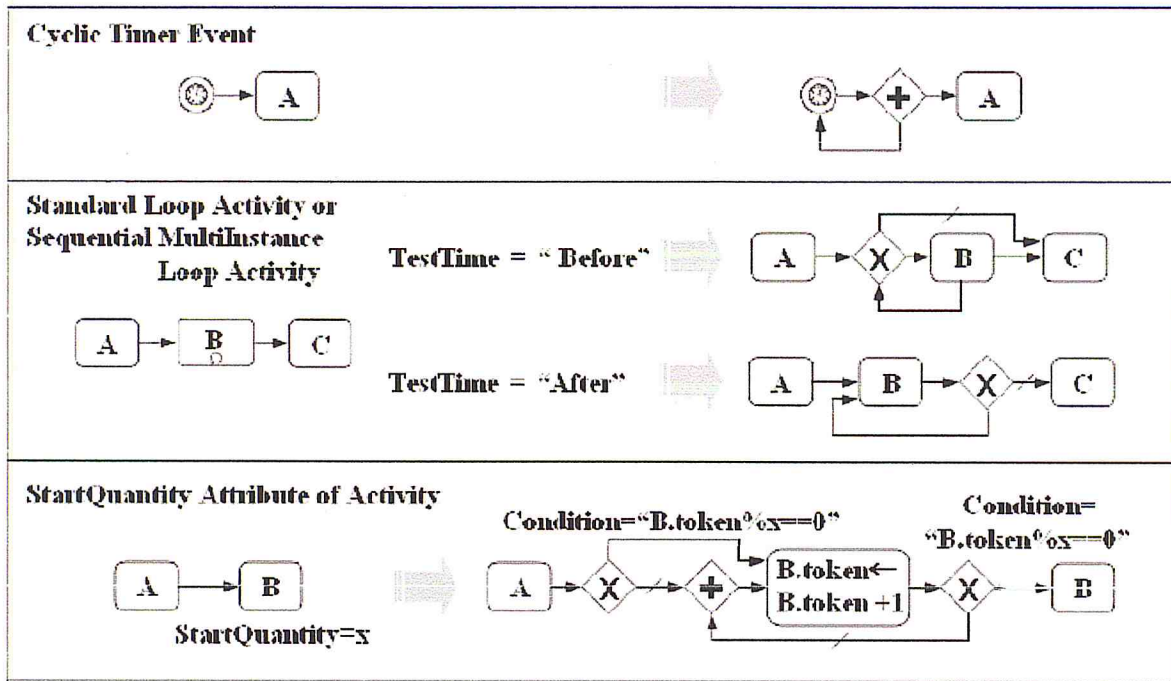 Cyclic Timer Event
A
A
Standard Loop Activity or
Sequential MultiInstance
Loop Activity
TestTime = “ Before”
A
X
B
C
A
B
C
TestTime = “After”
A
B
X
C
StartQuantity Attribute of Activity
Condition=“B.token%x==0”
Condition=
“B.token%x==0”
A
B
StartQuantity=x
A
X
B.token←
B.token +1
X
B